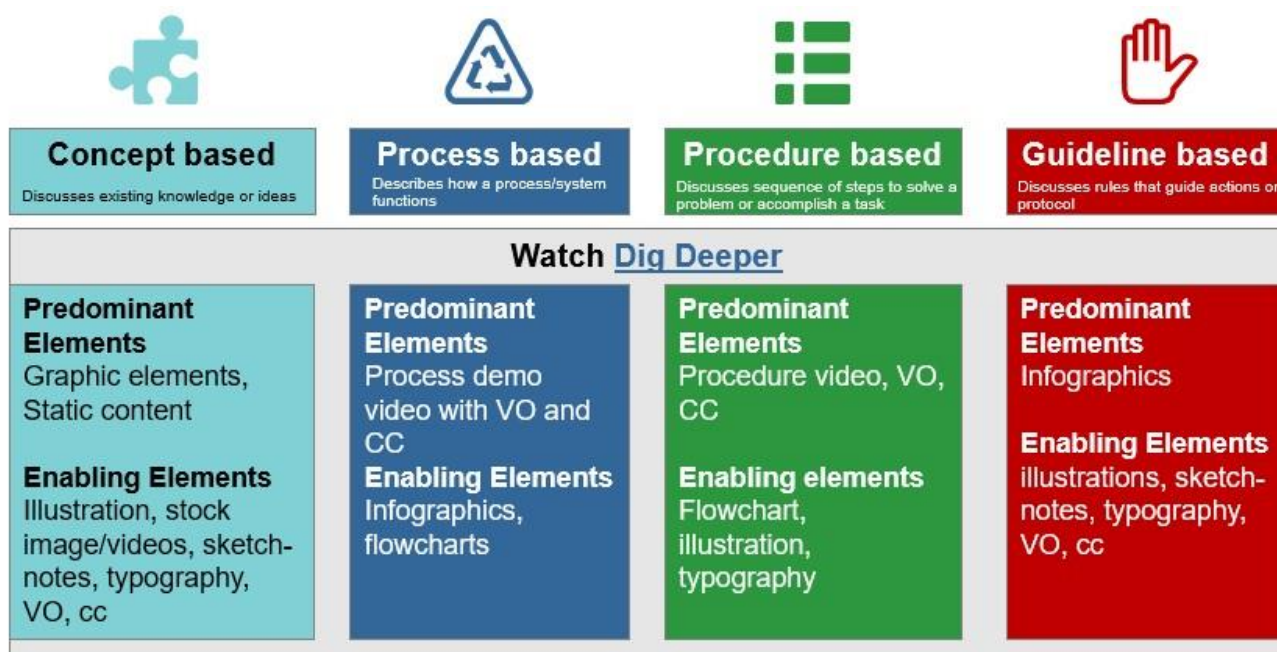 Concept based
Discusses existing knowledge or ideas
Process based
Describes how a process/system
functions
Procedure based
Discusses sequence of steps to solve a
problem or accomplish a task
Guideline based
Discusses rules that guide actions or
protocol
Watch Dig Deeper
Predominant
Elements
Graphic elements,
Static content
Enabling Elements
Illustration, stock
image/videos, sketch-
notes, typography,
VO, cc
Predominant
Elements
Process demo
video with VO and
CC
Enabling Elements
Infographics,
flowcharts
Predominant
Elements
Procedure video, VO,
CC
Enabling elements
Flowchart,
illustration,
typography
Predominant
Elements
Infographics
Enabling Elements
illustrations, sketch-
notes, typography,
VO, cc